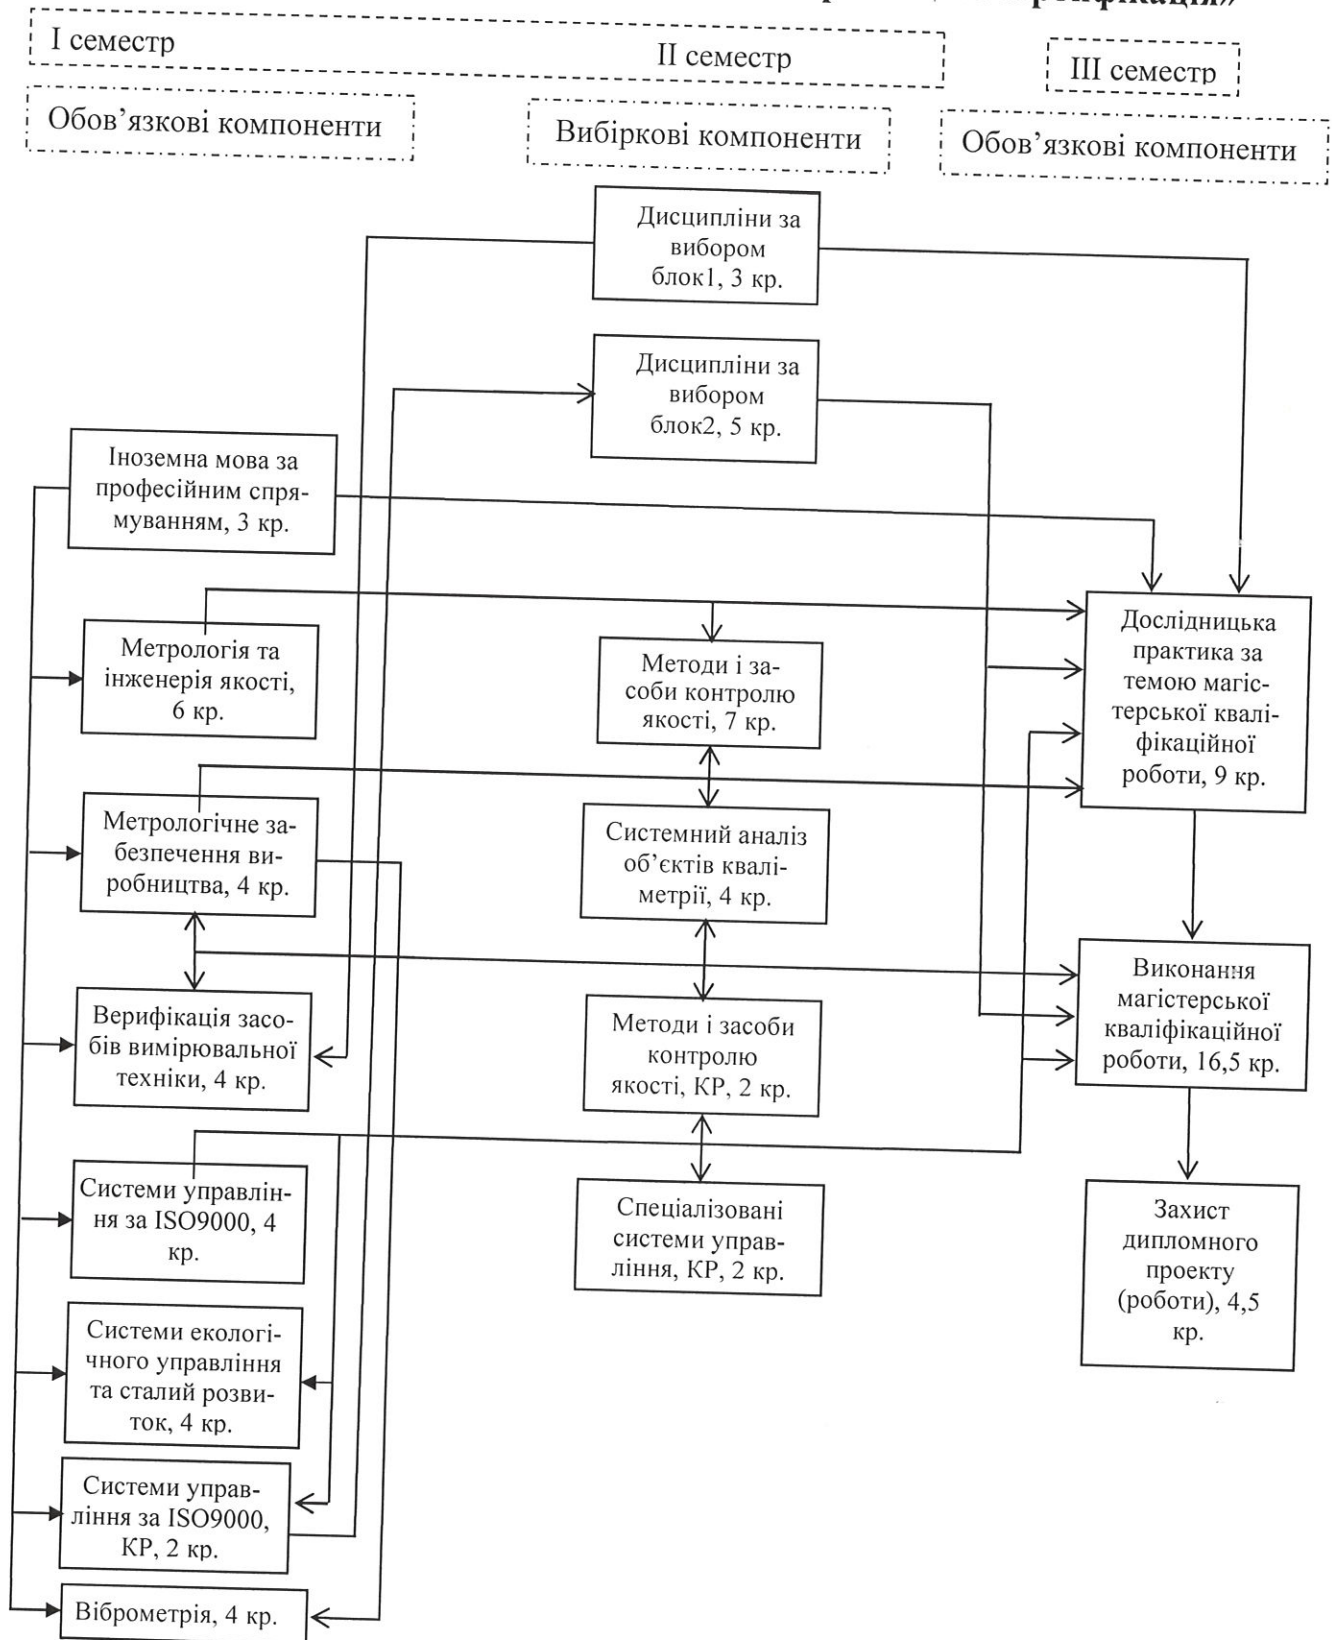 І семестр
ІІ семестр
ІІІ семестр
Обов’язкові компоненти
Вибіркові компоненти
Обов’язкові компоненти
Дисципліни за
вибором
блок1, 3 кр.
Дисципліни за
вибором
блок2, 5 кр.
Іноземна мова за
професійним спря-
муванням, 3 кр.
Метрологія та
інженерія якості,
6 кр.
Методи і за-
соби контролю
якості, 7 кр.
Дослідницька
практика за
темою магіс-
терської квалі-
фікаційної
роботи, 9 кр.
Метрологічне за-
безпечення ви-
робництва, 4 кр.
Системний аналіз
об’єктів квалі-
метрії, 4 кр.
Верифікація засо-
бів вимірювальної
техніки, 4 кр.
Методи і засоби
контролю
якості, КР, 2 кр.
Виконання
магістерської
кваліфікаційної
роботи, 16,5 кр.
Системи управлін-
ня за ISO9000, 4
кр.
Спеціалізовані
системи управ-
ління, КР, 2 кр.
Захист
дипломного
проекту
(роботи), 4,5
кр.
Системи екологі-
чного управління
та сталий розви-
ток, 4 кр.
Системи управ-
ління за ISO9000,
КР, 2 кр.
Віброметрія, 4 кр.